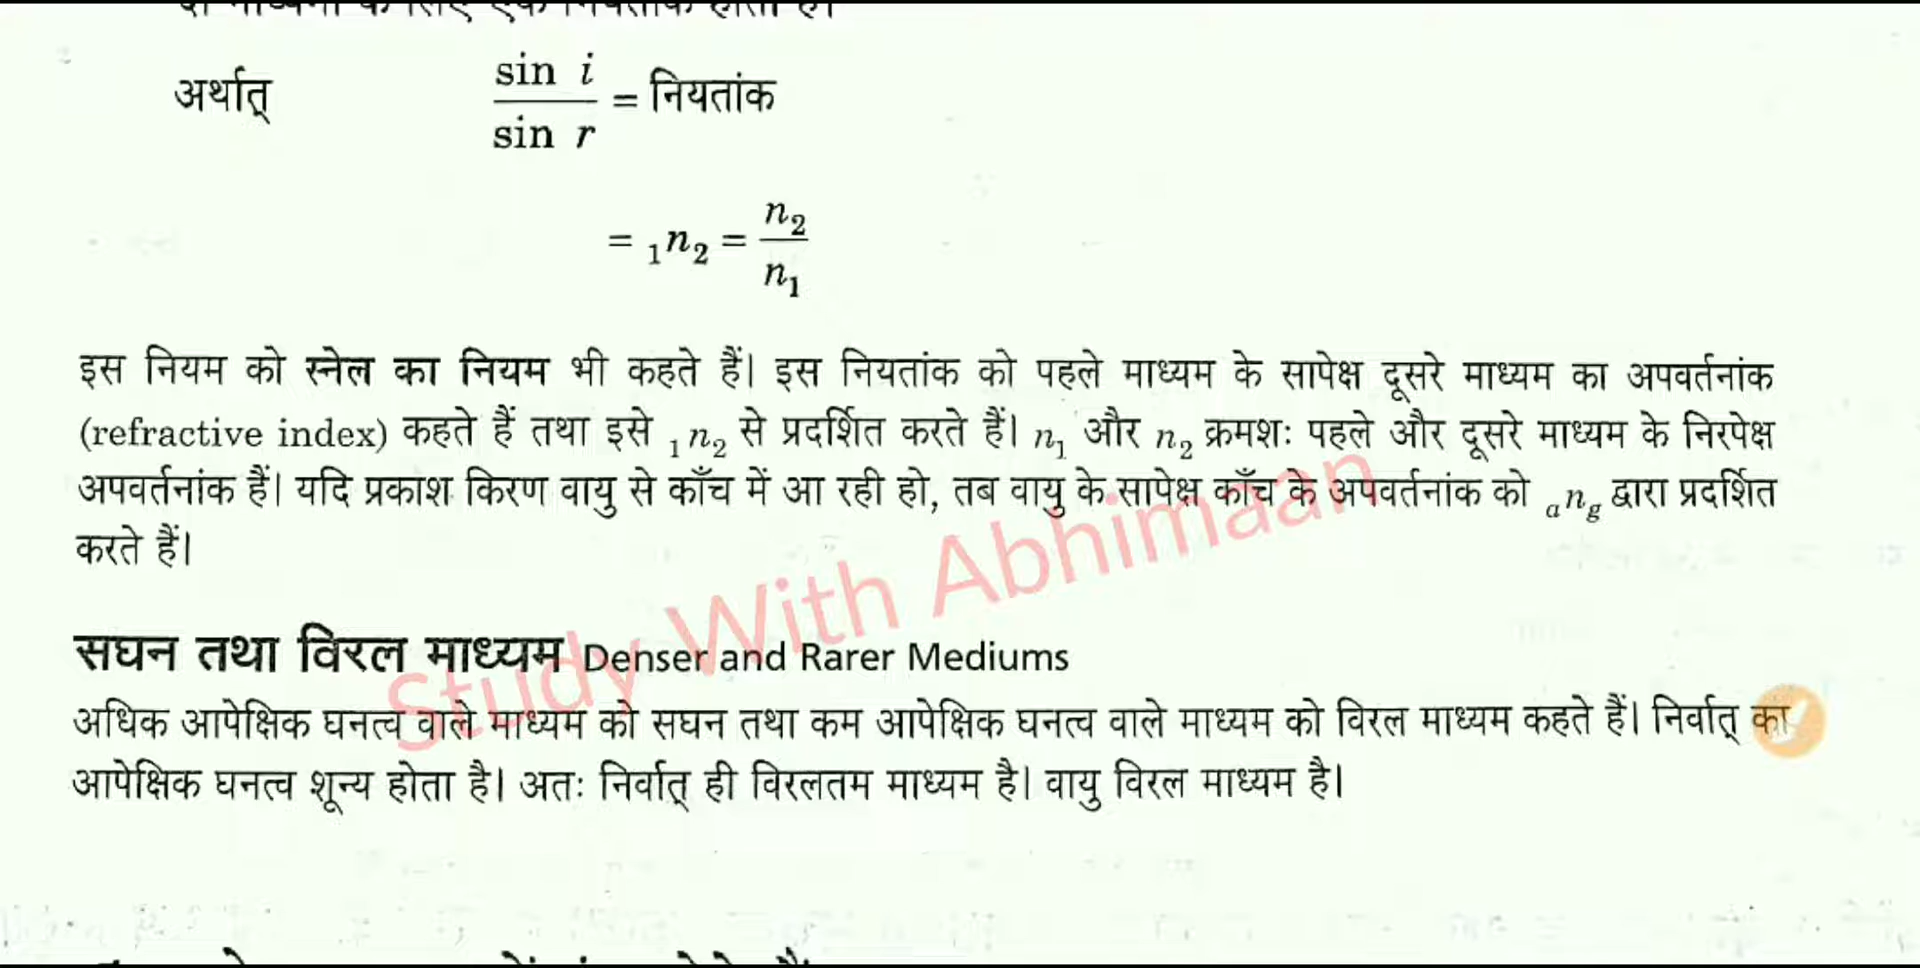 अर्थात् sin i / sin r = नियतांक
= ₁n₂ = n₂ / n₁
इस नियम को स्नेल का नियम भी कहते हैं। इस नियतांक को पहले माध्यम के सापेक्ष दूसरे माध्यम का अपवर्तनांक
(refractive index) कहते हैं तथा इसे ₁n₂ से प्रदर्शित करते हैं। n₁ और n₂ क्रमशः पहले और दूसरे माध्यम के निरपेक्ष
अपवर्तनांक हैं। यदि प्रकाश किरण वायु से काँच में आ रही हो, तब वायु के सापेक्ष काँच के अपवर्तनांक को ₐn_g द्वारा प्रदर्शित
करते हैं।
Study With Abhimaan
सघन तथा विरल माध्यम Denser and Rarer Mediums
अधिक आपेक्षिक घनत्व वाले माध्यम को सघन तथा कम आपेक्षिक घनत्व वाले माध्यम को विरल माध्यम कहते हैं। निर्वात् का
आपेक्षिक घनत्व शून्य होता है। अतः निर्वात् ही विरलतम माध्यम है। वायु विरल माध्यम है।